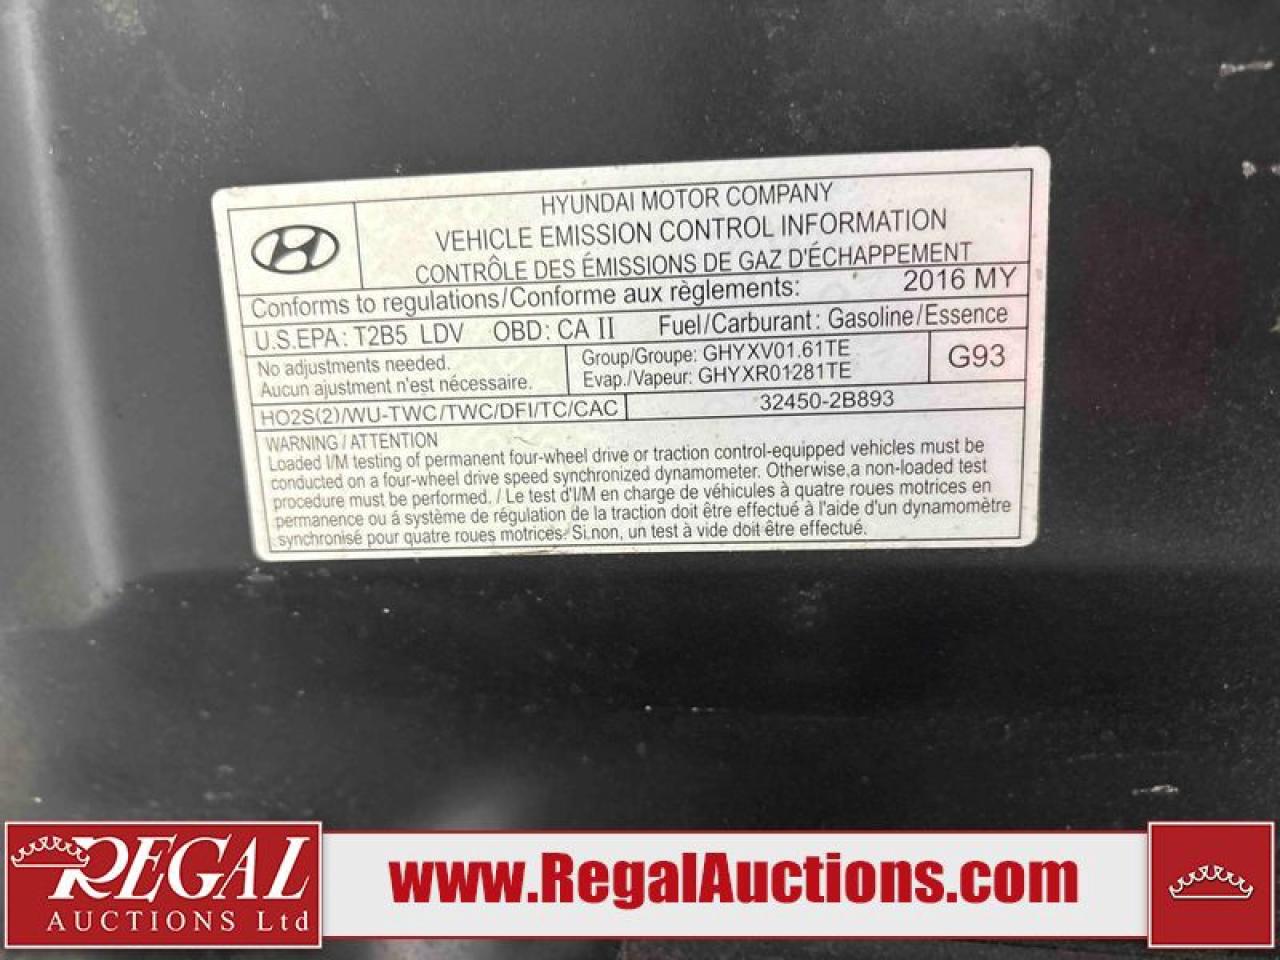 HYUNDAI MOTOR COMPANY
VEHICLE EMISSION CONTROL INFORMATION
CONTRÔLE DES ÉMISSIONS DE GAZ D'ÉCHAPPEMENT
Conforms to regulations/Conforme aux règlements: 2016 MY
U.S.EPA: T2B5 LDV OBD: CA II Fuel/Carburant: Gasoline/Essence
No adjustments needed.
Aucun ajustment n'est nécessaire.
Group/Groupe: GHYXV01.61TE
Evap./Vapeur: GHYXR01281TE
G93
HO2S(2)/WU-TWC/TWC/DFI/TC/CAC
32450-2B893
WARNING / ATTENTION
Loaded I/M testing of permanent four-wheel drive or traction control-equipped vehicles must be
conducted on a four-wheel drive speed synchronized dynamometer. Otherwise,a non-loaded test
procedure must be performed. / Le test d'I/M en charge de véhicules à quatre roues motrices en
permanence ou á système de régulation de la traction doit être effectué à l'aide d'un dynamomètre
synchronisé pour quatre roues motrices. Si non, un test à vide doit être effectué.
REGAL
AUCTIONS Ltd
www.RegalAuctions.com